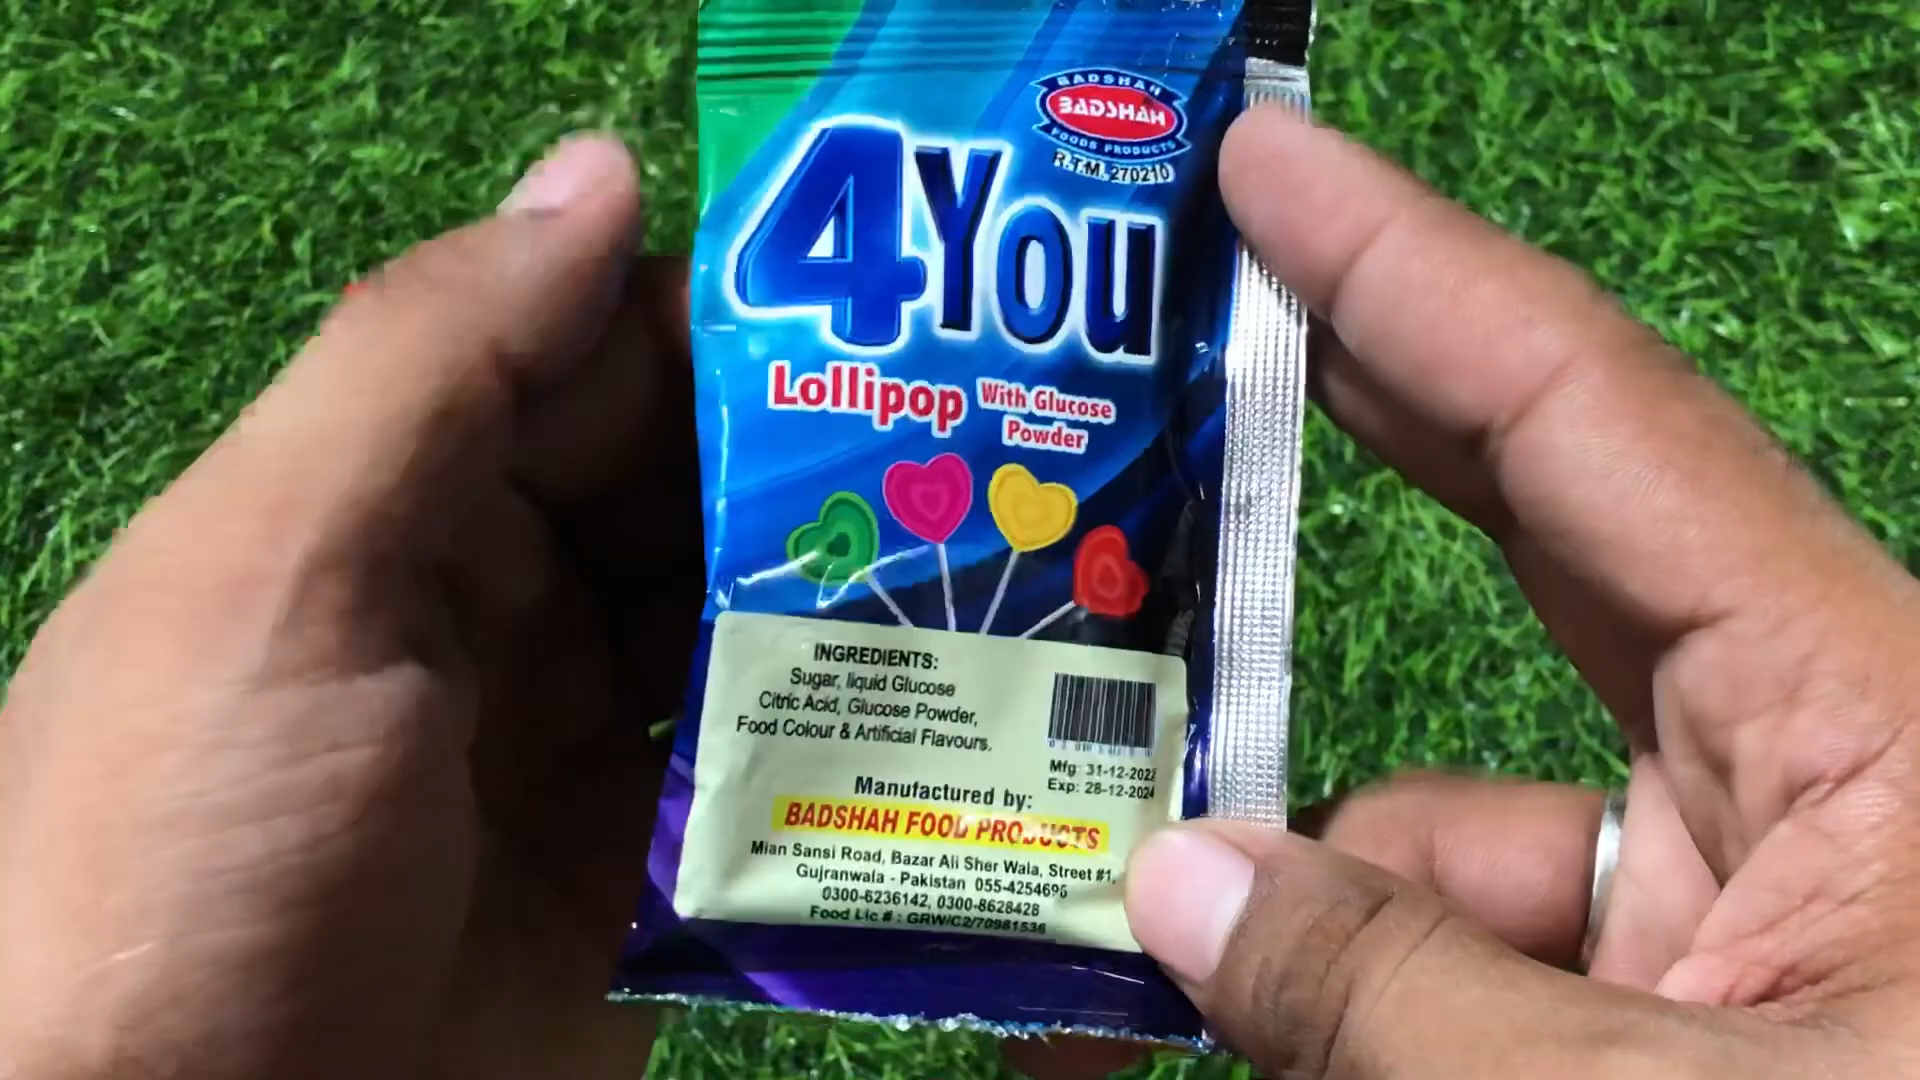 BADSHAH
BADSHAH
FOODS PRODUCTS
R.T.M. 270210
4You
Lollipop With Glucose
Powder
INGREDIENTS:
Sugar, liquid Glucose
Citric Acid, Glucose Powder,
Food Colour & Artificial Flavours.
Mfg: 31-12-2022
Exp: 28-12-2024
Manufactured by:
BADSHAH FOOD PRODUCTS
Mian Sansi Road, Bazar Ali Sher Wala, Street #1,
Gujranwala - Pakistan 055-4254696
0300-6236142, 0300-8628428
Food Lic # : GRW/C2/70981536